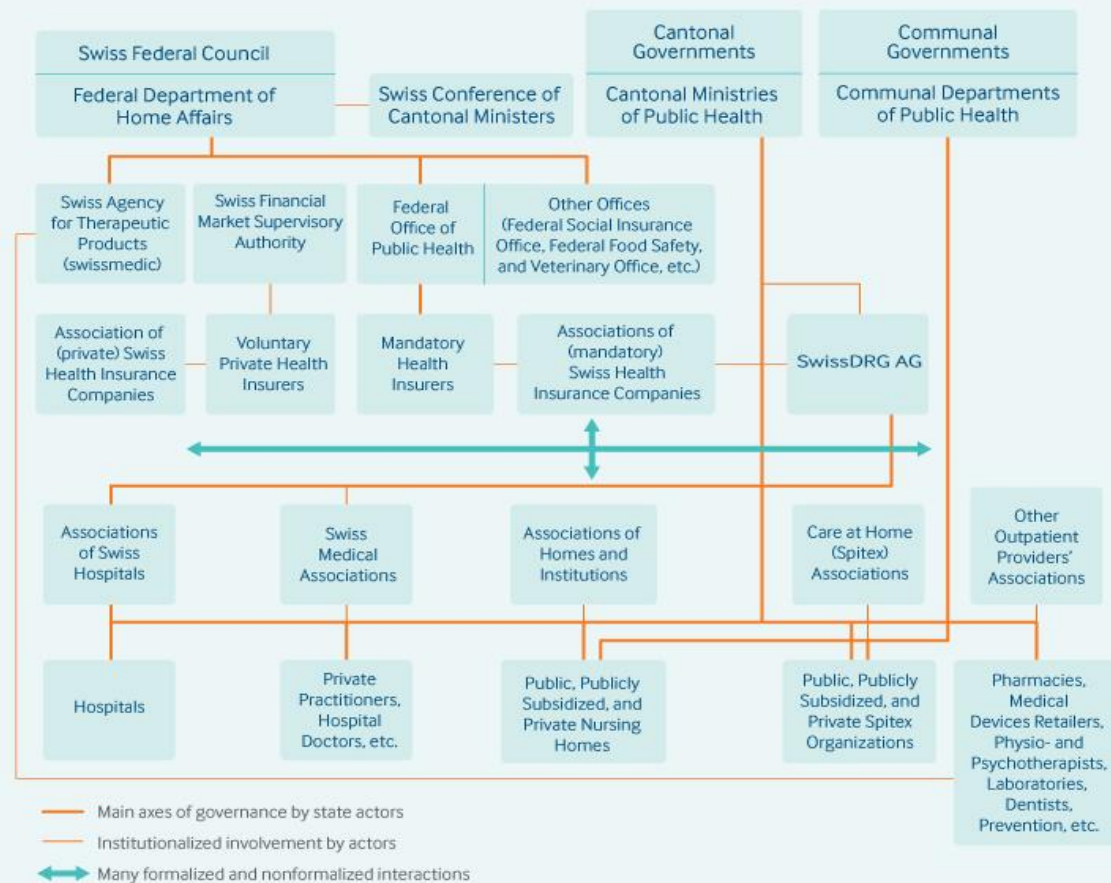 Swiss Federal Council
Federal Department of
Home Affairs
Swiss Conference of
Cantonal Ministers
Cantonal
Governments
Cantonal Ministries
of Public Health
Communal
Governments
Communal Departments
of Public Health
Swiss Agency
for Therapeutic
Products
(swissmedic)
Swiss Financial
Market Supervisory
Authority
Federal
Office of
Public Health
Other Offices
(Federal Social Insurance
Office, Federal Food Safety,
and Veterinary Office, etc.)
Association of
(private) Swiss
Health Insurance
Companies
Voluntary
Private Health
Insurers
Mandatory
Health
Insurers
Associations of
(mandatory)
Swiss Health
Insurance Companies
SwissDRG AG
Associations
of Swiss
Hospitals
Swiss
Medical
Associations
Associations of
Homes and
Institutions
Care at Home
(Spitex)
Associations
Other
Outpatient
Providers'
Associations
Hospitals
Private
Practitioners,
Hospital
Doctors, etc.
Public, Publicly
Subsidized, and
Private Nursing
Homes
Public, Publicly
Subsidized, and
Private Spitex
Organizations
Pharmacies,
Medical
Devices Retailers,
Physio- and
Psychotherapists,
Laboratories,
Dentists,
Prevention, etc.
Main axes of governance by state actors
Institutionalized involvement by actors
Many formalized and nonformalized interactions